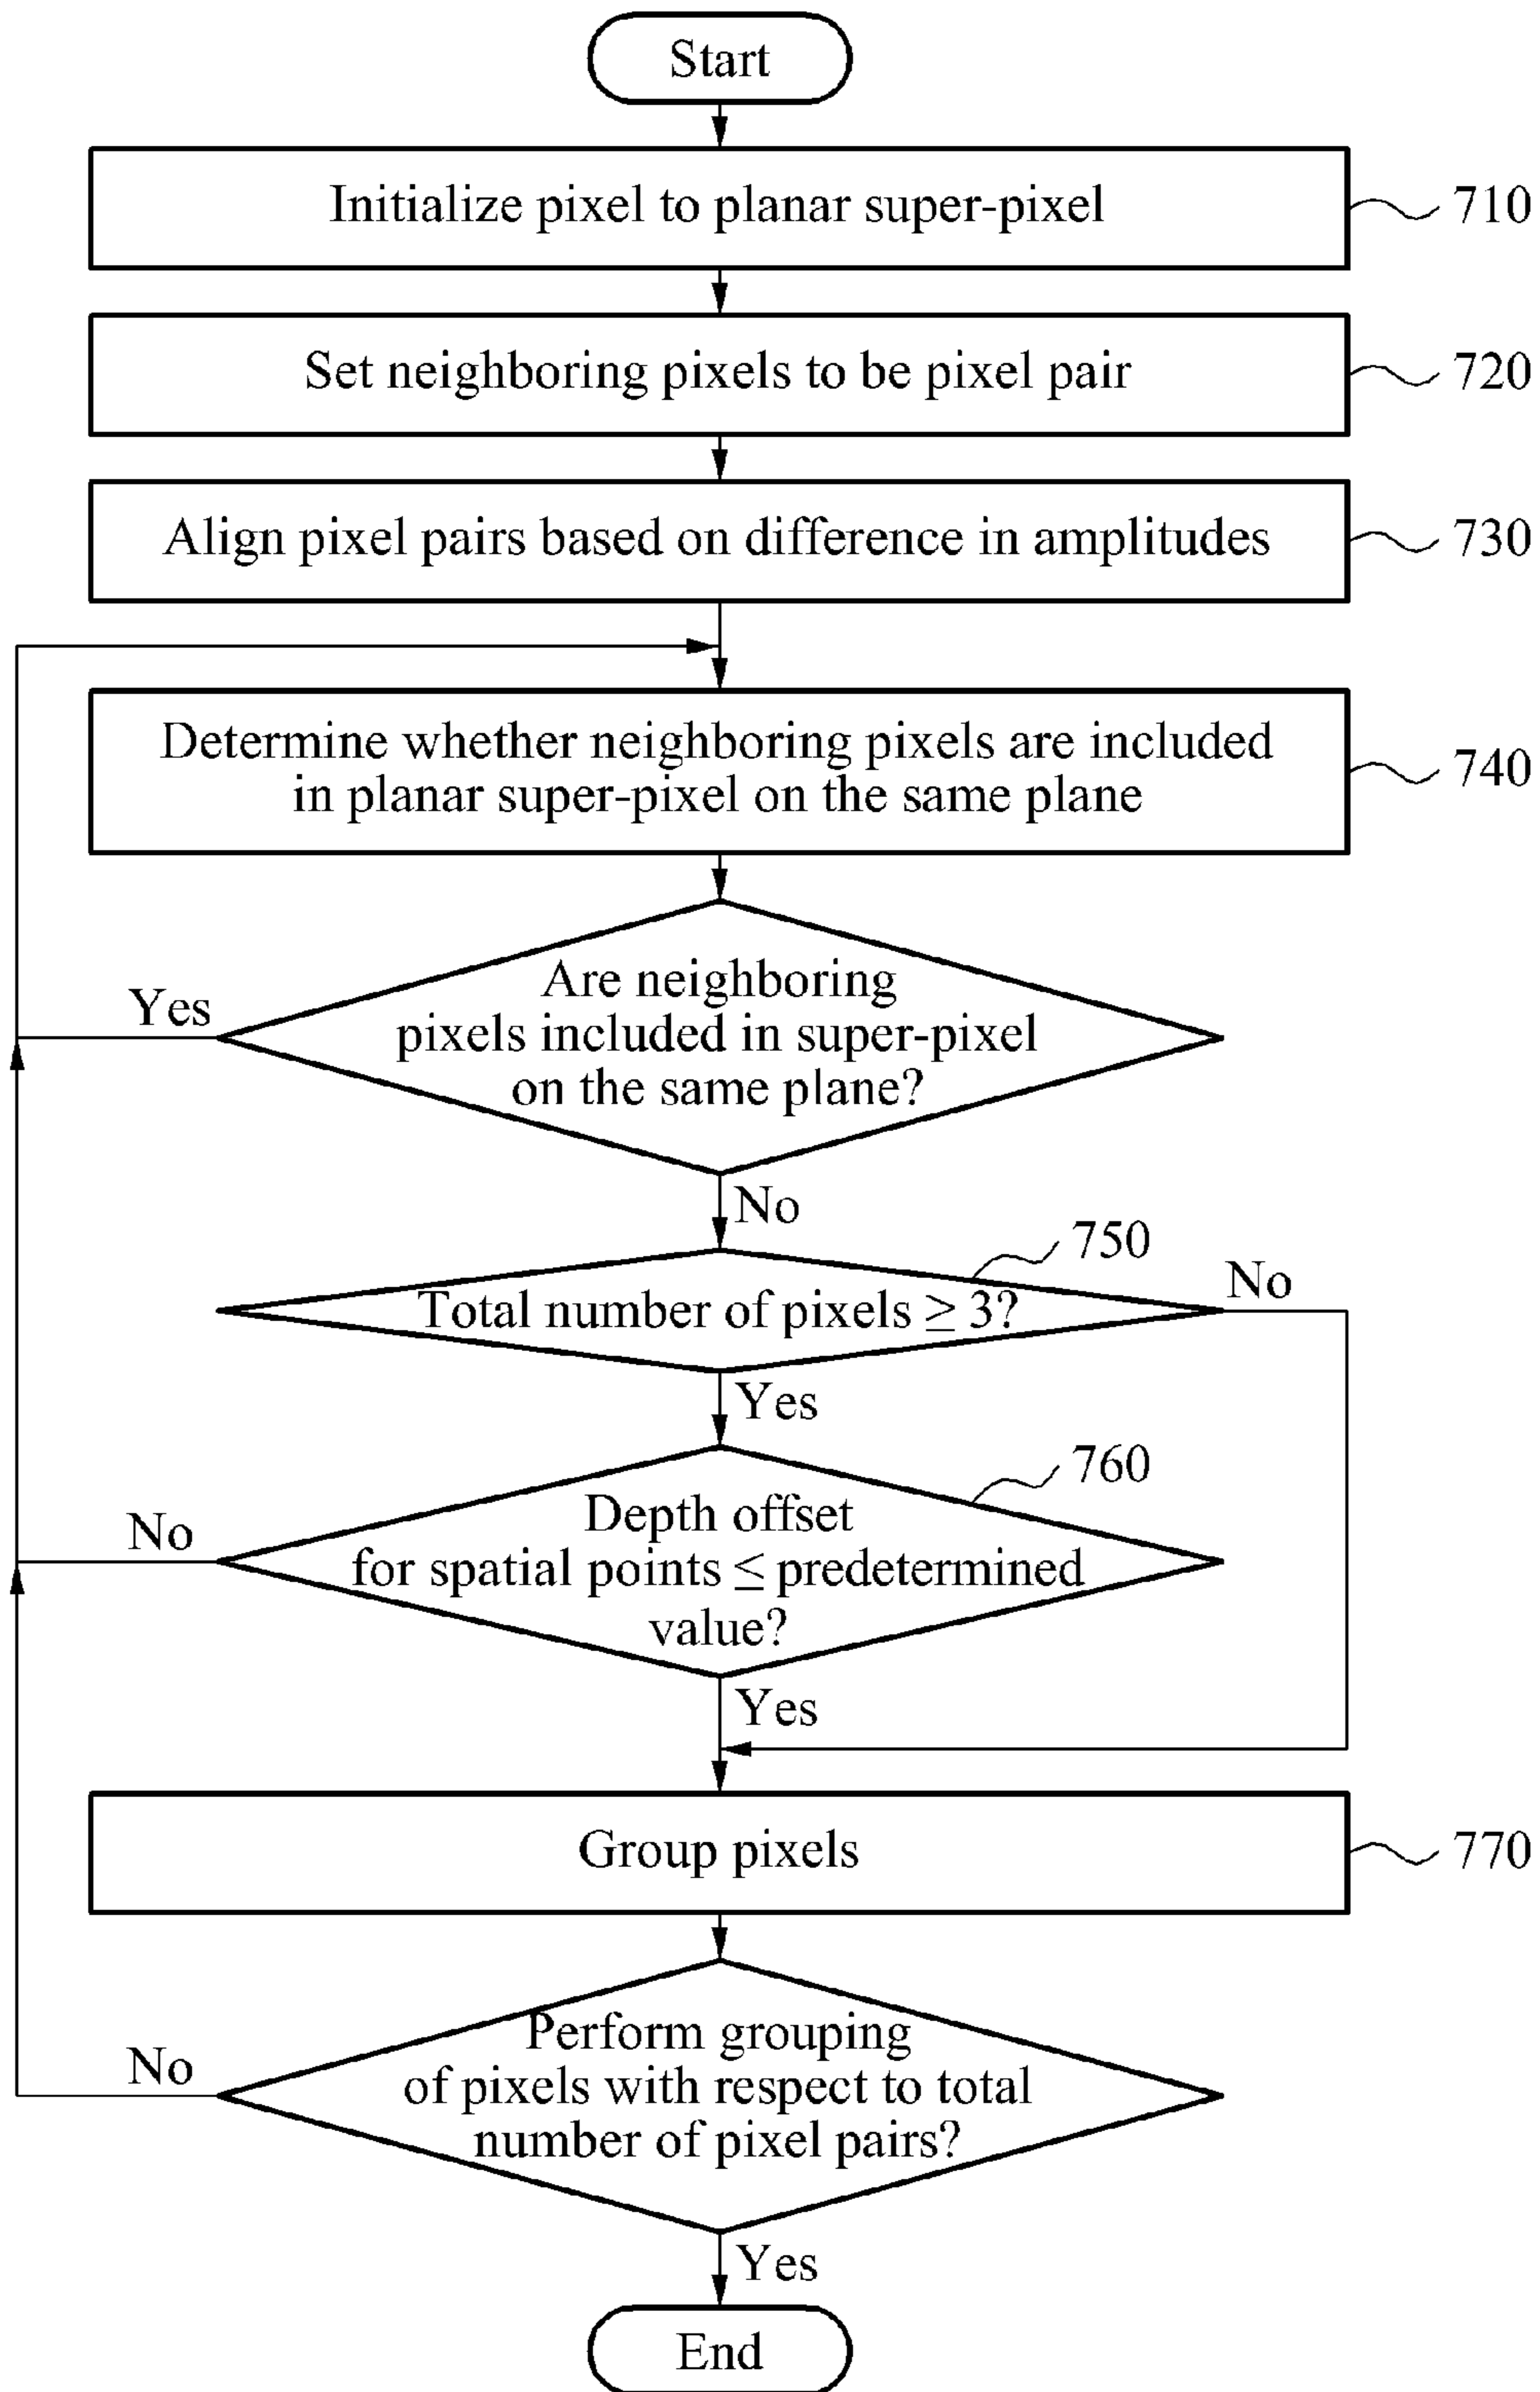 Start
Initialize pixel to planar super-pixel
710
Set neighboring pixels to be pixel pair
720
Align pixel pairs based on difference in amplitudes
730
Determine whether neighboring pixels are included
in planar super-pixel on the same plane
740
Are neighboring
pixels included in super-pixel
on the same plane?
Yes
No
750
Total number of pixels ≥ 3?
No
Yes
760
Depth offset
for spatial points ≤ predetermined
value?
No
Yes
Group pixels
770
Perform grouping
of pixels with respect to total
number of pixel pairs?
No
Yes
End